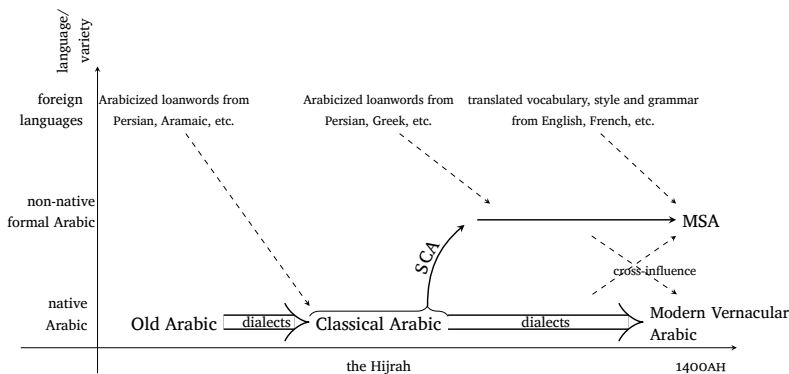 language/
variety
foreign
languages
Arabicized loanwords from
Persian, Aramaic, etc.
Arabicized loanwords from
Persian, Greek, etc.
translated vocabulary, style and grammar
from English, French, etc.
non-native
formal Arabic
MSA
SCA
cross-influence
native
Arabic
Old Arabic
dialects
Classical Arabic
dialects
Modern Vernacular
Arabic
the Hijrah
1400AH